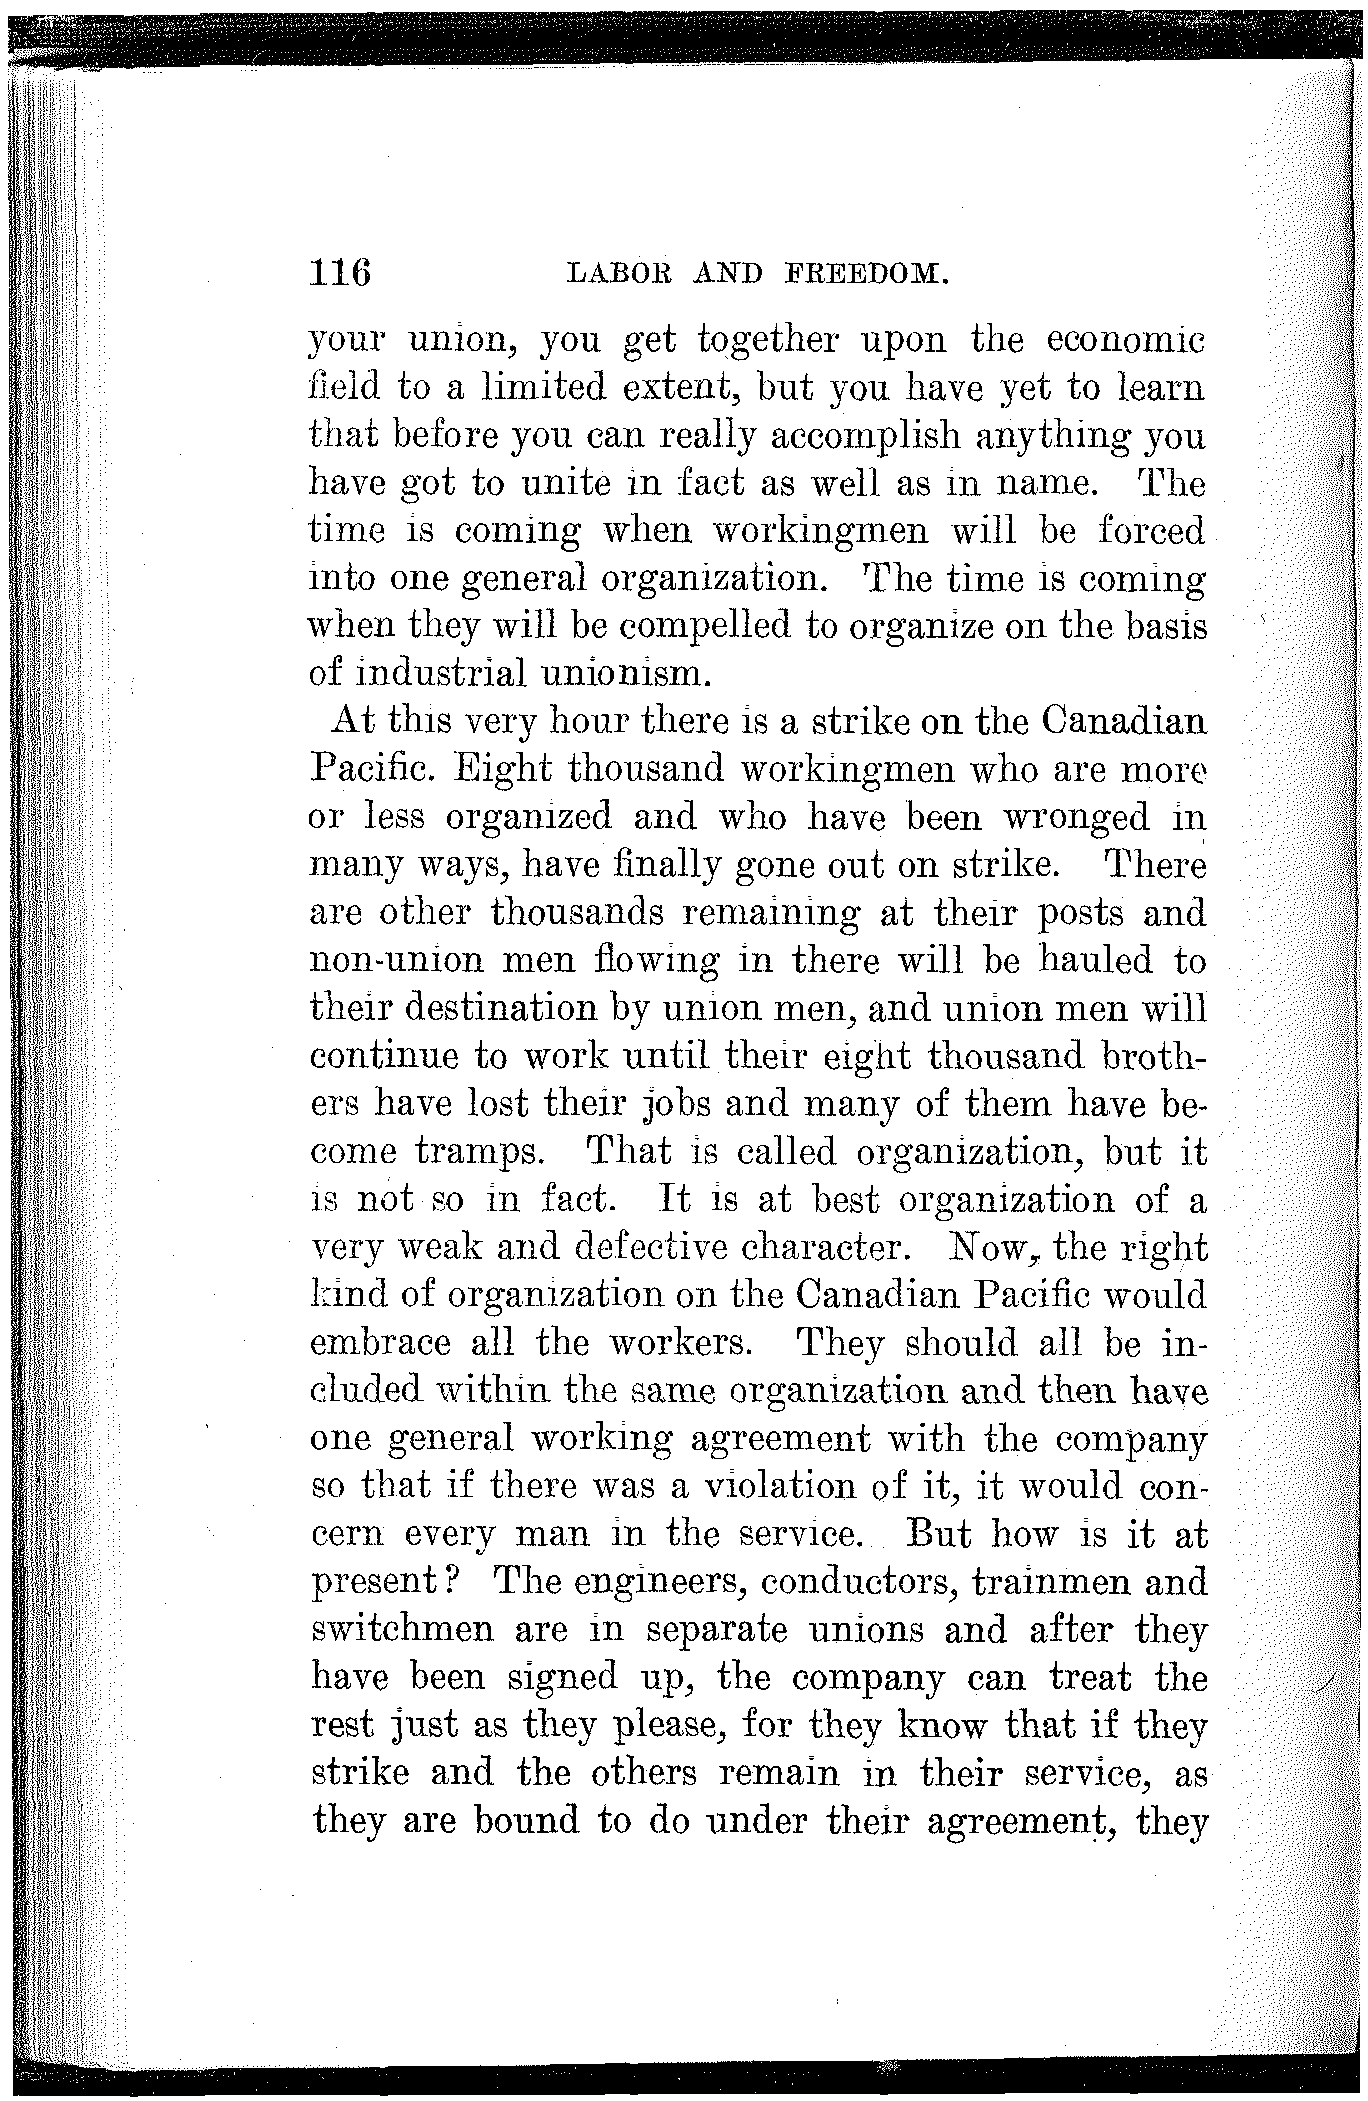 116 LABOR AND FREEDOM.
your union, you get together upon the economic
field to a limited extent, but you have yet to learn
that before you can really accomplish anything you
have got to unite in fact as well as in name. The
time is coming when workingmen will be forced
into one general organization. The time is coming
when they will be compelled to organize on the basis
of industrial unionism.
At this very hour there is a strike on the Canadian
Pacific. Eight thousand workingmen who are more
or less organized and who have been wronged in
many ways, have finally gone out on strike. There
are other thousands remaining at their posts and
non-union men flowing in there will be hauled to
their destination by union men, and union men will
continue to work until their eight thousand broth-
ers have lost their jobs and many of them have be-
come tramps. That is called organization, but it
is not so in fact. It is at best organization of a
very weak and defective character. Now, the right
kind of organization on the Canadian Pacific would
embrace all the workers. They should all be in-
cluded within the same organization and then have
one general working agreement with the company
so that if there was a violation of it, it would con-
cern every man in the service. But how is it at
present? The engineers, conductors, trainmen and
switchmen are in separate unions and after they
have been signed up, the company can treat the
rest just as they please, for they know that if they
strike and the others remain in their service, as
they are bound to do under their agreement, they